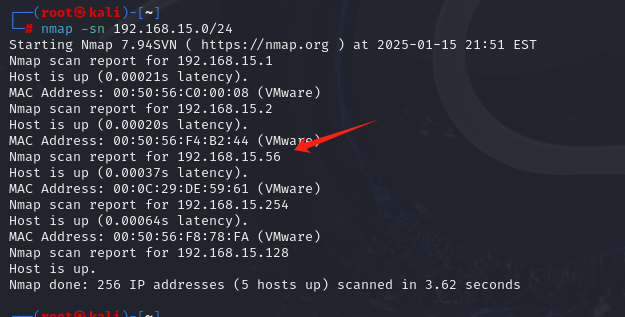 ┌──(root㉿kali)-[~]
└─# nmap -sn 192.168.15.0/24
Starting Nmap 7.94SVN ( https://nmap.org ) at 2025-01-15 21:51 EST
Nmap scan report for 192.168.15.1
Host is up (0.00021s latency).
MAC Address: 00:50:56:C0:00:08 (VMware)
Nmap scan report for 192.168.15.2
Host is up (0.00020s latency).
MAC Address: 00:50:56:F4:B2:44 (VMware)
Nmap scan report for 192.168.15.56
Host is up (0.00037s latency).
MAC Address: 00:0C:29:DE:59:61 (VMware)
Nmap scan report for 192.168.15.254
Host is up (0.00064s latency).
MAC Address: 00:50:56:F8:78:FA (VMware)
Nmap scan report for 192.168.15.128
Host is up.
Nmap done: 256 IP addresses (5 hosts up) scanned in 3.62 seconds
┌──(root㉿kali)-[~]